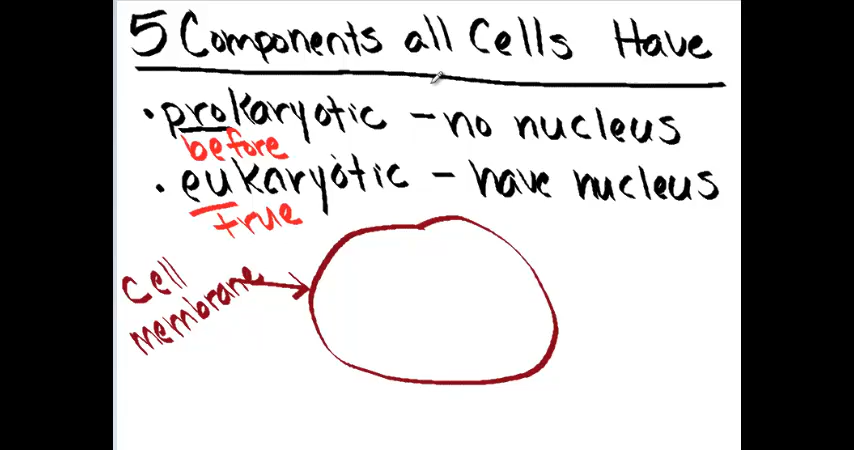 5 Components all Cells Have
• prokaryotic - no nucleus
before
• eukaryotic - have nucleus
true
Cell
membrane